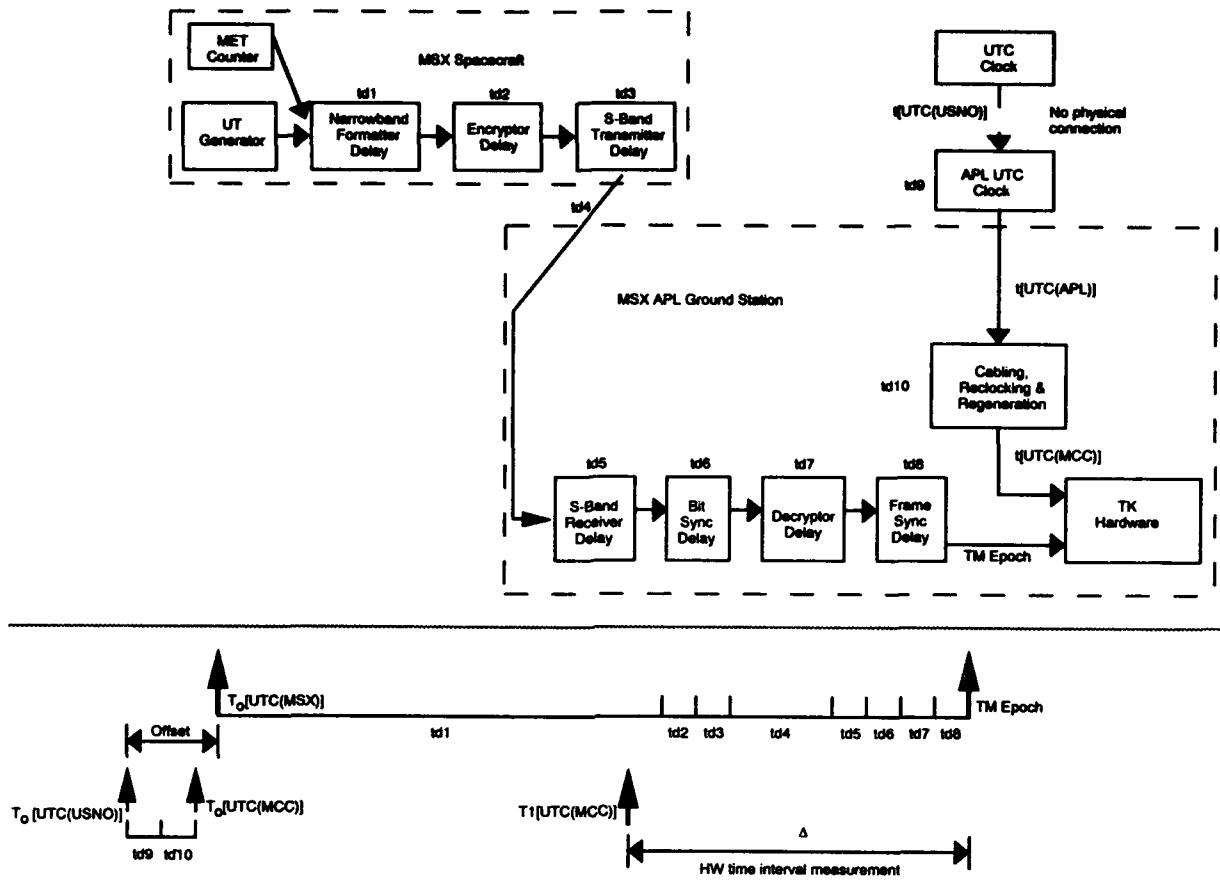 MET
Counter
MSX Spacecraft
UT
Generator
td1
Narrowband
Formatter
Delay
td2
Encryptor
Delay
td3
S-Band
Transmitter
Delay
UTC
Clock
t[UTC(USNO)]
No physical
connection
td9
APL UTC
Clock
td4
MSX APL Ground Station
t[UTC(APL)]
td10
Cabling,
Reclocking &
Regeneration
t[UTC(MCC)]
td5
S-Band
Receiver
Delay
td6
Bit
Sync
Delay
td7
Decryptor
Delay
td8
Frame
Sync
Delay
TM Epoch
TK
Hardware
To[UTC(MSX)]
TM Epoch
Offset
td1
td2
td3
td4
td5
td6
td7
td8
To [UTC(USNO)]
To[UTC(MCC)]
td9
td10
T1[UTC(MCC)]
Δ
HW time interval measurement